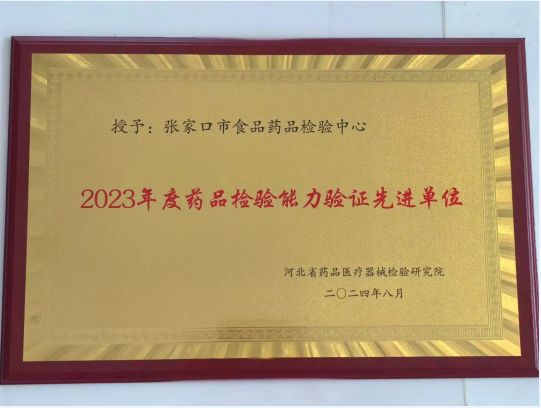 授予：张家口市食品药品检验中心
2023年度药品检验能力验证先进单位
河北省药品医疗器械检验研究院
二〇二四年八月